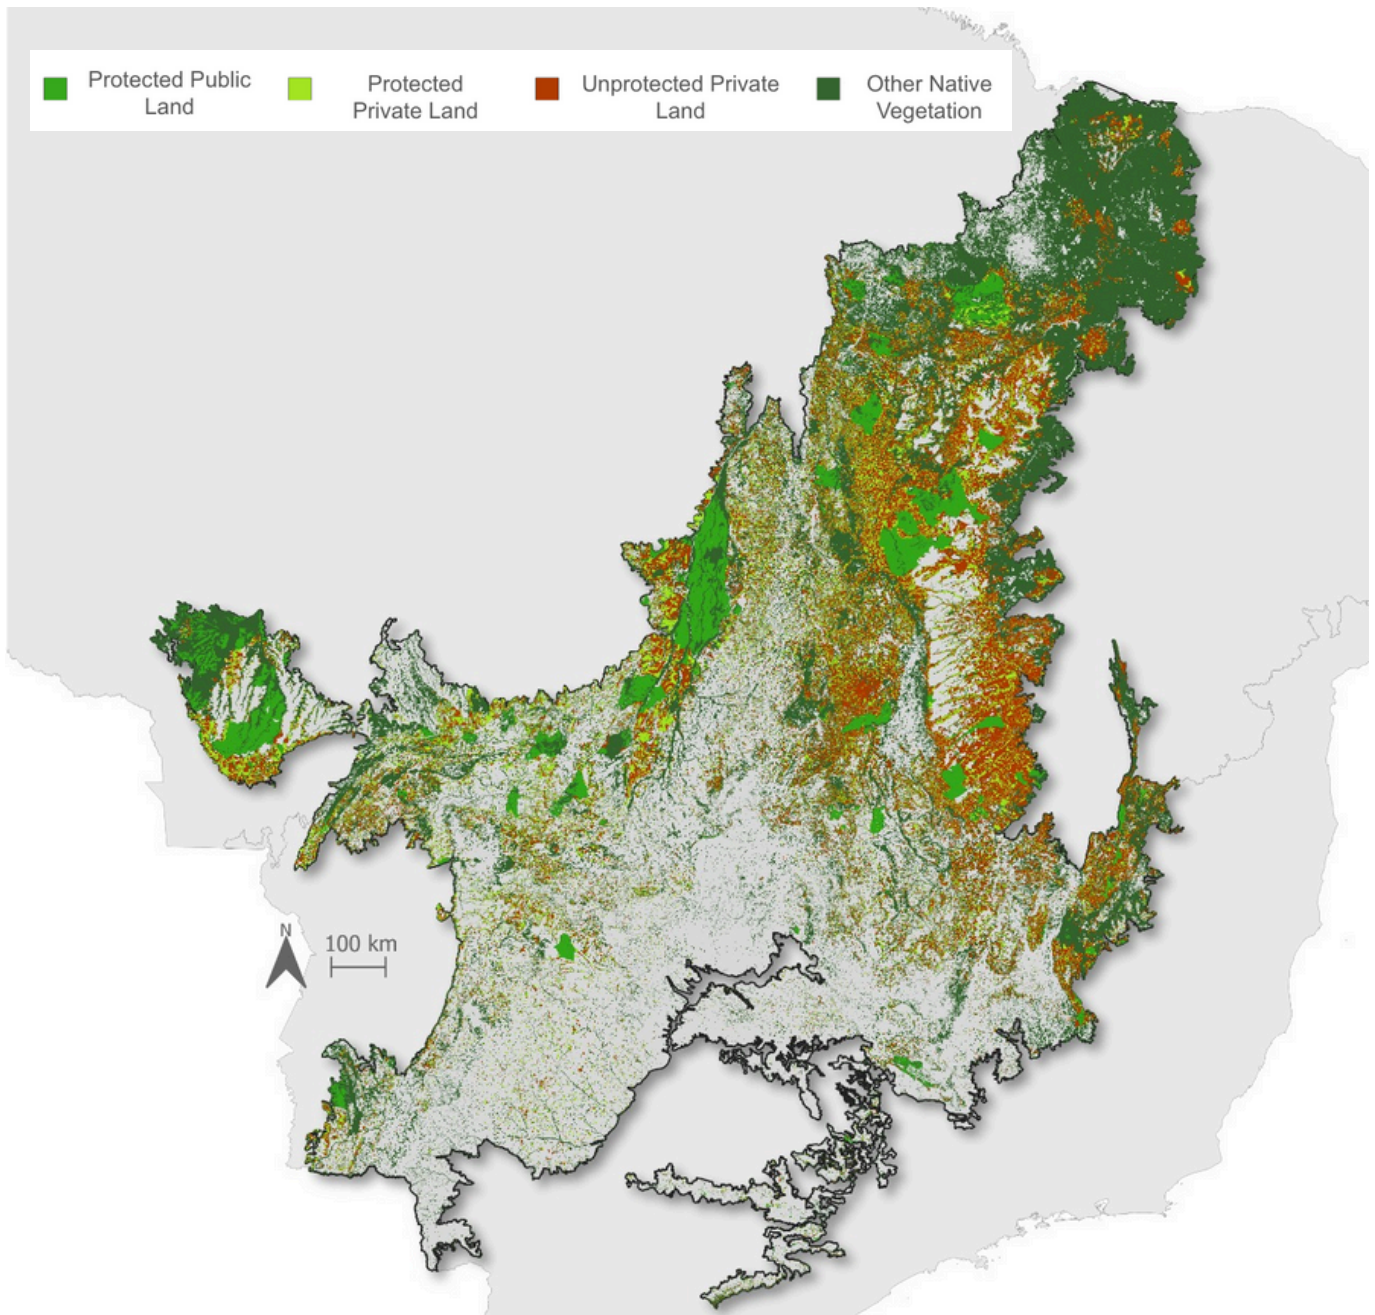 Protected Public
Land
Protected
Private Land
Unprotected Private
Land
Other Native
Vegetation
N
100 km